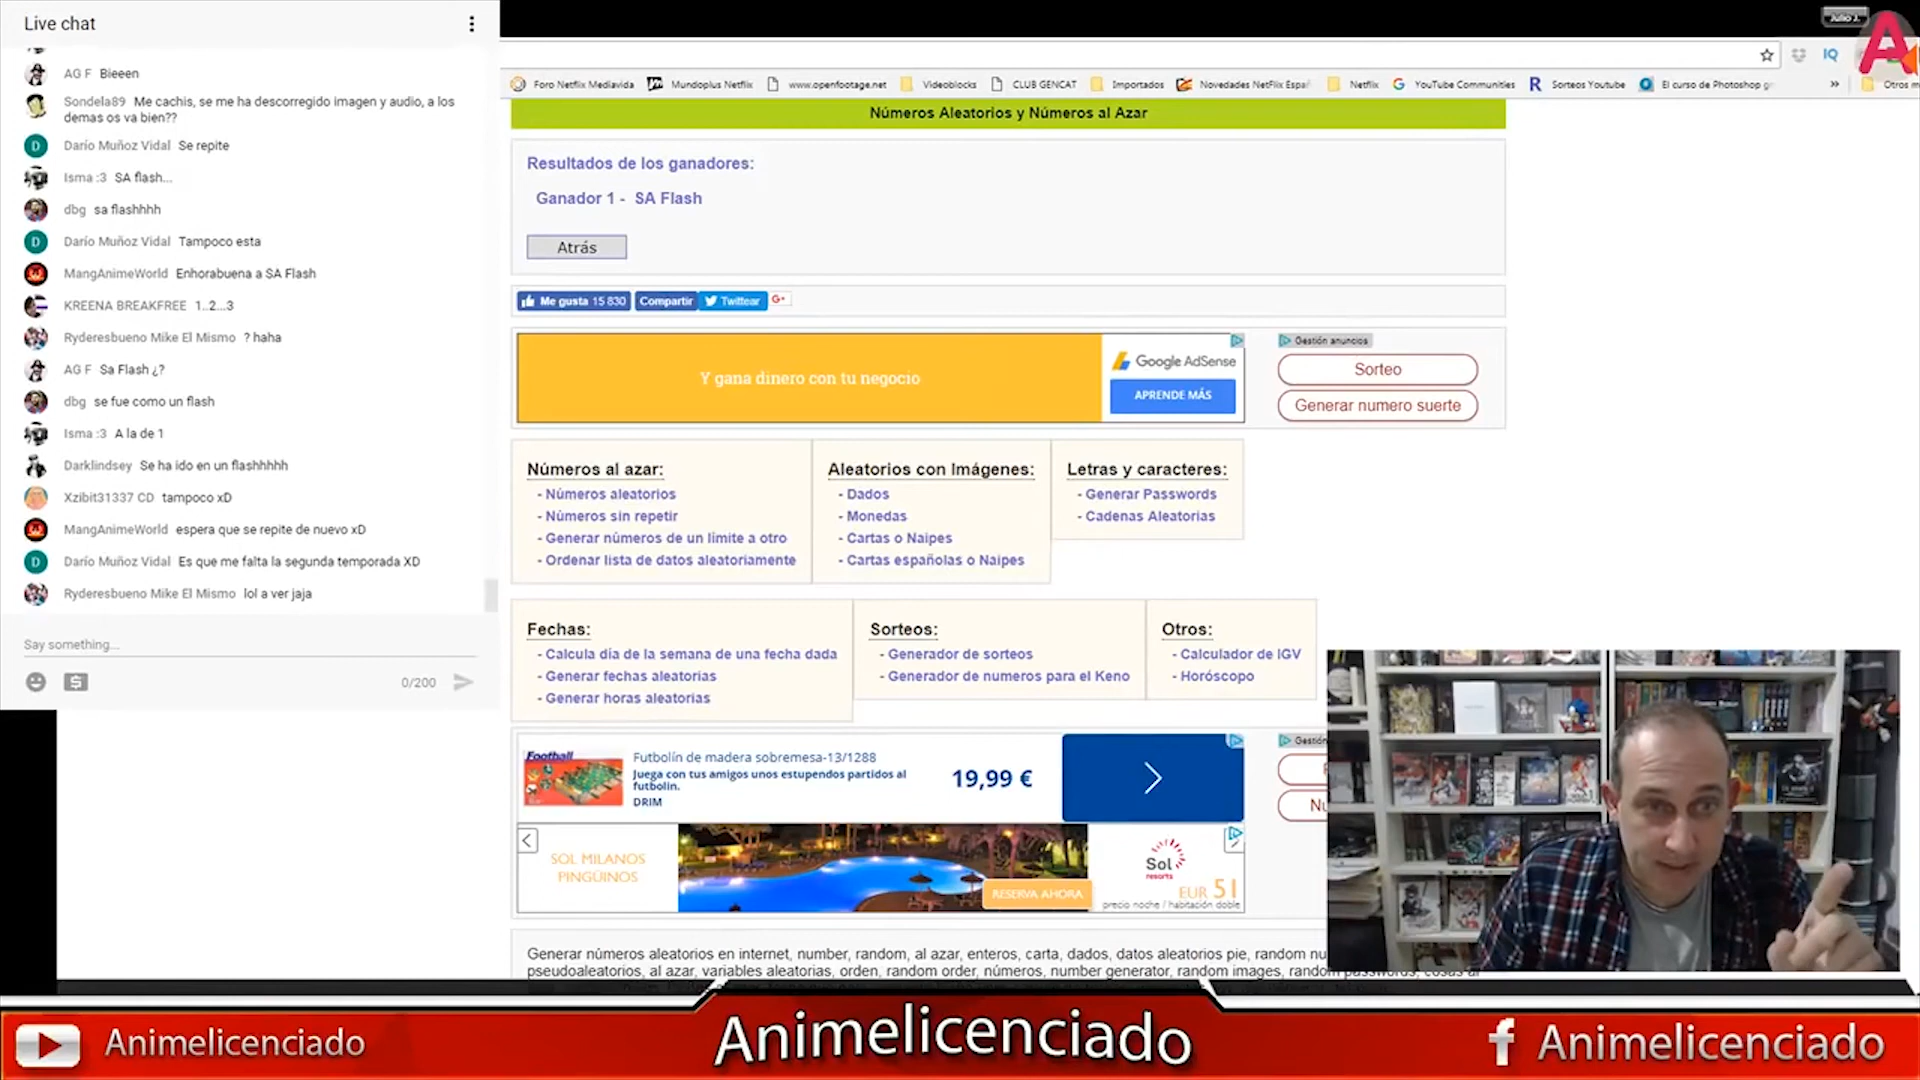 Live chat
AG F Bieeen
Sondela89 Me cachis, se me ha descorregido imagen y audio, a los
demas os va bien??
D Darío Muñoz Vidal Se repite
Isma :3 SA flash...
dbg sa flashhhh
D Darío Muñoz Vidal Tampoco esta
MangAnimeWorld Enhorabuena a SA Flash
KREENA BREAKFREE 1..2...3
Ryderesbueno Mike El Mismo ? haha
AG F Sa Flash ¿?
dbg se fue como un flash
Isma :3 A la de 1
Darklindsey Se ha ido en un flashhhhh
Xzibit31337 CD tampoco xD
MangAnimeWorld espera que se repite de nuevo xD
D Darío Muñoz Vidal Es que me falta la segunda temporada XD
Ryderesbueno Mike El Mismo lol a ver jaja
Say something...
0/200
Julio J.
A
IQ
Foro Netflix Mediavida Mundoplus Netflix www.openfootage.net Videoblocks CLUB GENCAT Importados Novedades NetFlix Españ Netflix YouTube Communities Sorteos Youtube El curso de Photoshop gr » Otros m
Números Aleatorios y Números al Azar
Resultados de los ganadores:
Ganador 1 - SA Flash
Atrás
Me gusta 15 830 Compartir Twittear G+
Y gana dinero con tu negocio
Google AdSense
APRENDE MÁS
Gestión anuncios
Sorteo
Generar numero suerte
Números al azar:
- Números aleatorios
- Números sin repetir
- Generar números de un límite a otro
- Ordenar lista de datos aleatoriamente
Aleatorios con Imágenes:
- Dados
- Monedas
- Cartas o Naipes
- Cartas españolas o Naipes
Letras y caracteres:
- Generar Passwords
- Cadenas Aleatorias
Fechas:
- Calcula día de la semana de una fecha dada
- Generar fechas aleatorias
- Generar horas aleatorias
Sorteos:
- Generador de sorteos
- Generador de numeros para el Keno
Otros:
- Calculador de IGV
- Horóscopo
Football
Futbolín de madera sobremesa-13/1288
Juega con tus amigos unos estupendos partidos al
futbolín.
DRIM
19,99 €
Gestión
Nu
SOL MILANOS
PINGÜINOS
RESERVA AHORA
Sol
resorts
EUR 51
precio noche / habitación doble
Generar números aleatorios en internet, number, random, al azar, enteros, carta, dados, datos aleatorios pie, random nu
pseudoaleatorios, al azar, variables aleatorias, orden, random order, números, number generator, random images, random passwords, cosas al
Animelicenciado
Animelicenciado
f Animelicenciado